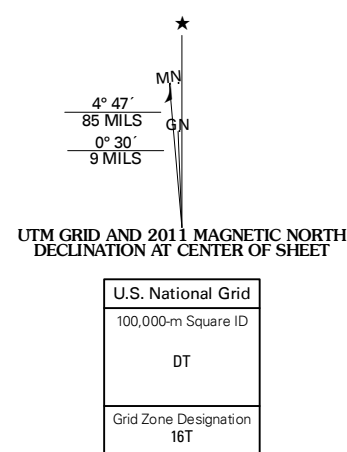 ★
MN
4° 47´
85 MILS
GN
0° 30´
9 MILS
UTM GRID AND 2011 MAGNETIC NORTH
DECLINATION AT CENTER OF SHEET
U.S. National Grid
100,000-m Square ID
DT
Grid Zone Designation
16T